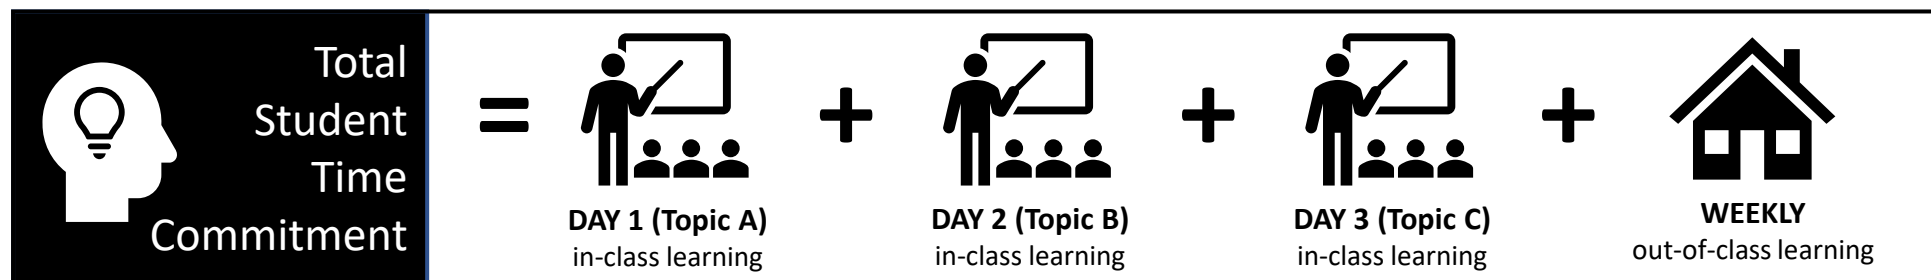 Total
Student
Time
Commitment
=
+
+
+
DAY 1 (Topic A)
in-class learning
DAY 2 (Topic B)
in-class learning
DAY 3 (Topic C)
in-class learning
WEEKLY
out-of-class learning